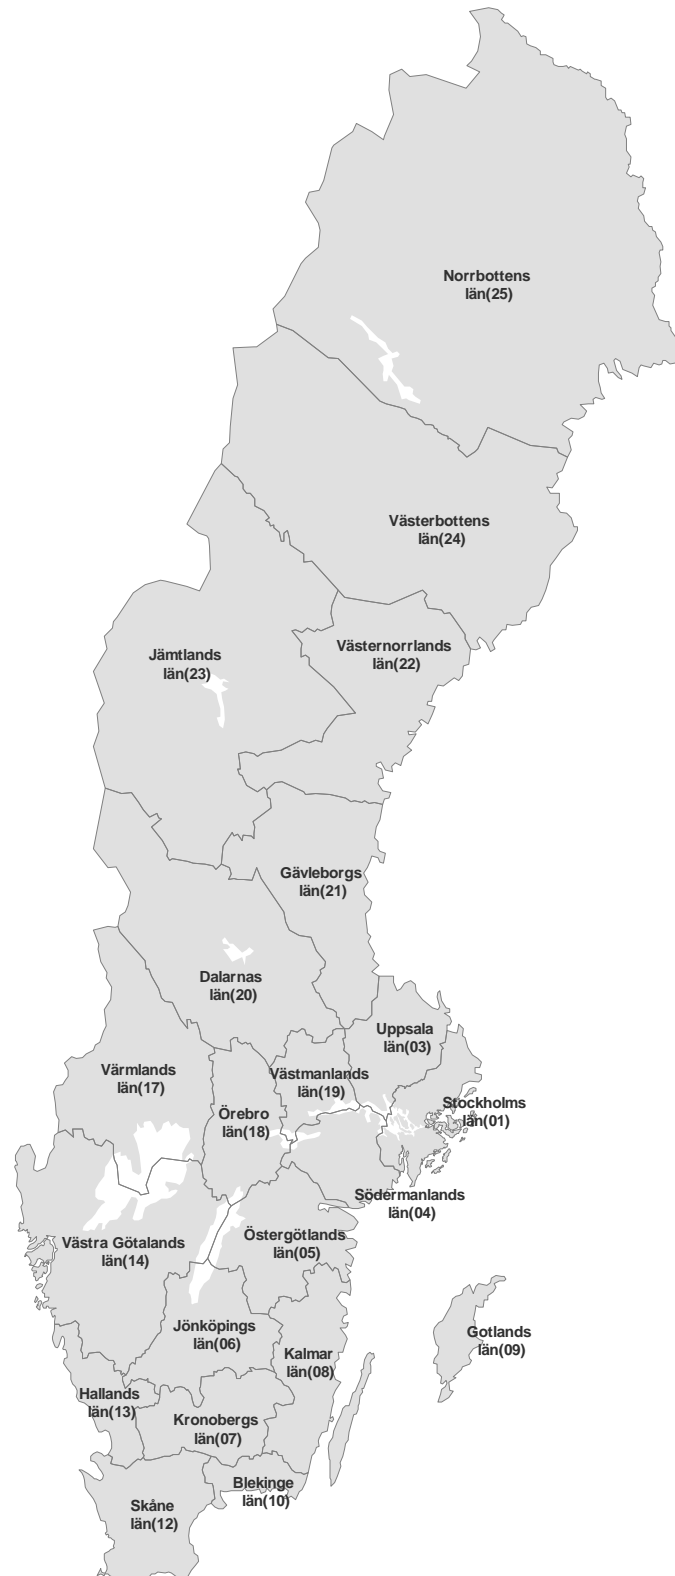 Norrbottens
län(25)
Västerbottens
län(24)
Västernorrlands
län(22)
Jämtlands
län(23)
Gävleborgs
län(21)
Dalarnas
län(20)
Uppsala
län(03)
Värmlands
län(17)
Västmanlands
län(19)
Stockholms
län(01)
Örebro
län(18)
Södermanlands
län(04)
Västra Götalands
län(14)
Östergötlands
län(05)
Jönköpings
län(06)
Gotlands
län(09)
Kalmar
län(08)
Hallands
län(13)
Kronobergs
län(07)
Blekinge
län(10)
Skåne
län(12)